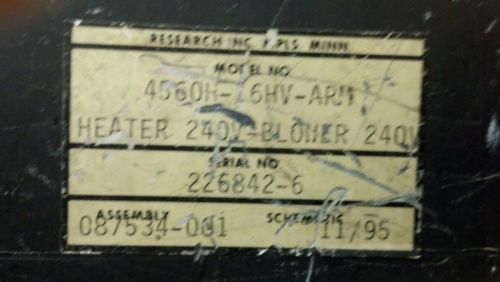 RESEARCH INC. MPLS. MINN.
MODEL NO.
4560H- 6HV-ARM
HEATER 240V-BLOWER 240V
SERIAL NO.
226842-6
ASSEMBLY SCHEMATIC
087534-001 11/95